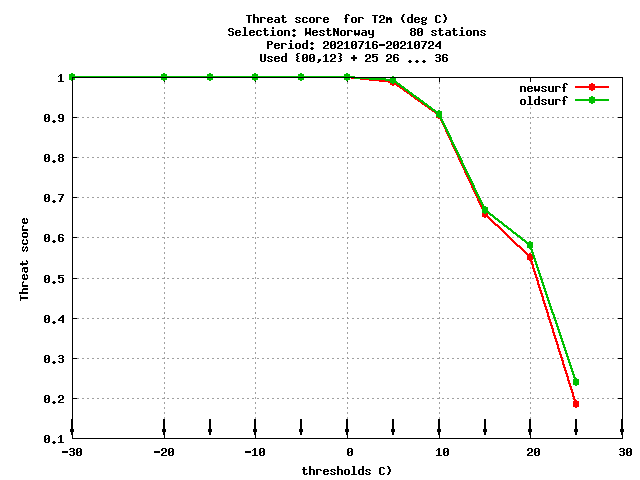 Threat score  for T2m (deg C)
Selection: WestNorway     80 stations
Period: 20210716-20210724
Used {00,12} + 25 26 ... 36
newsurf
oldsurf
1
0.9
0.8
0.7
0.6
0.5
0.4
0.3
0.2
0.1
Threat score
-30
-20
-10
0
10
20
30
thresholds C)